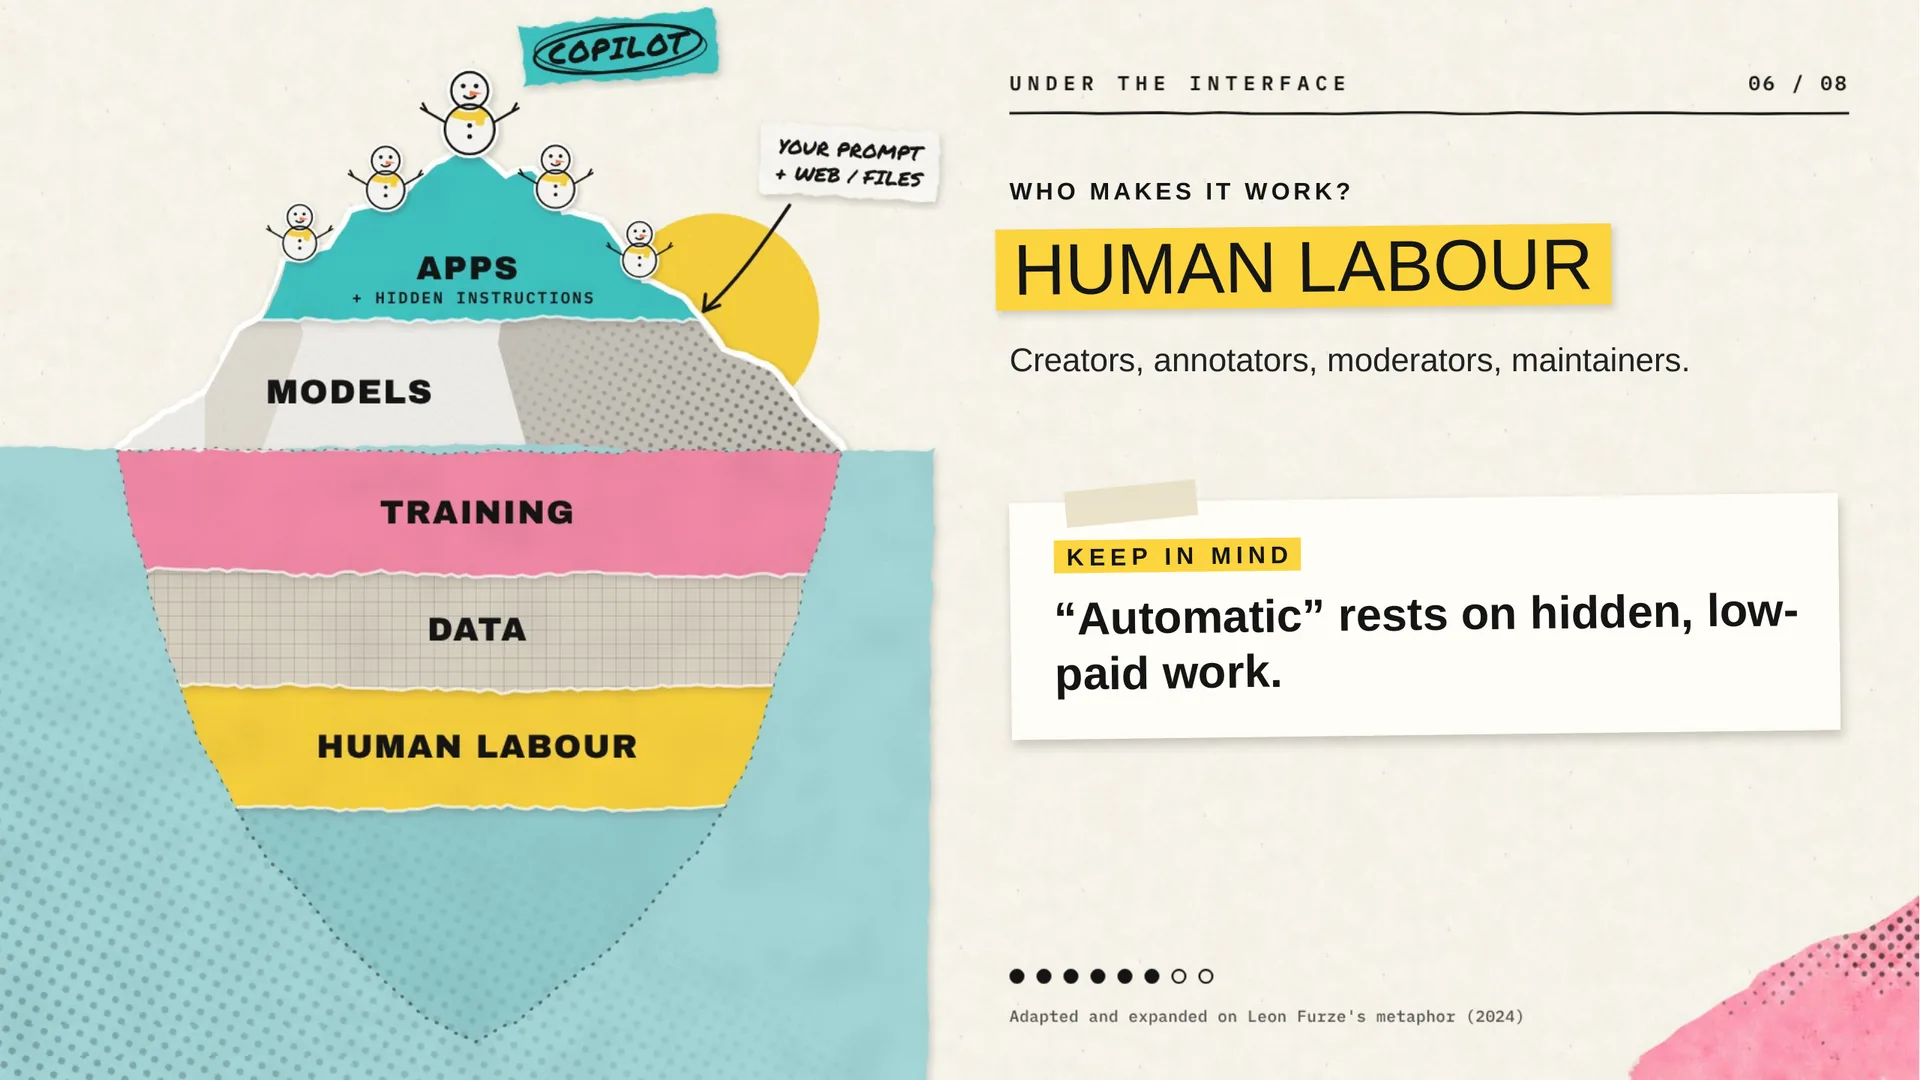 COPILOT
YOUR PROMPT
+ WEB / FILES
APPS
+ HIDDEN INSTRUCTIONS
MODELS
TRAINING
DATA
HUMAN LABOUR
UNDER THE INTERFACE
06 / 08
WHO MAKES IT WORK?
HUMAN LABOUR
Creators, annotators, moderators, maintainers.
KEEP IN MIND
“Automatic” rests on hidden, low-
paid work.
Adapted and expanded on Leon Furze's metaphor (2024)